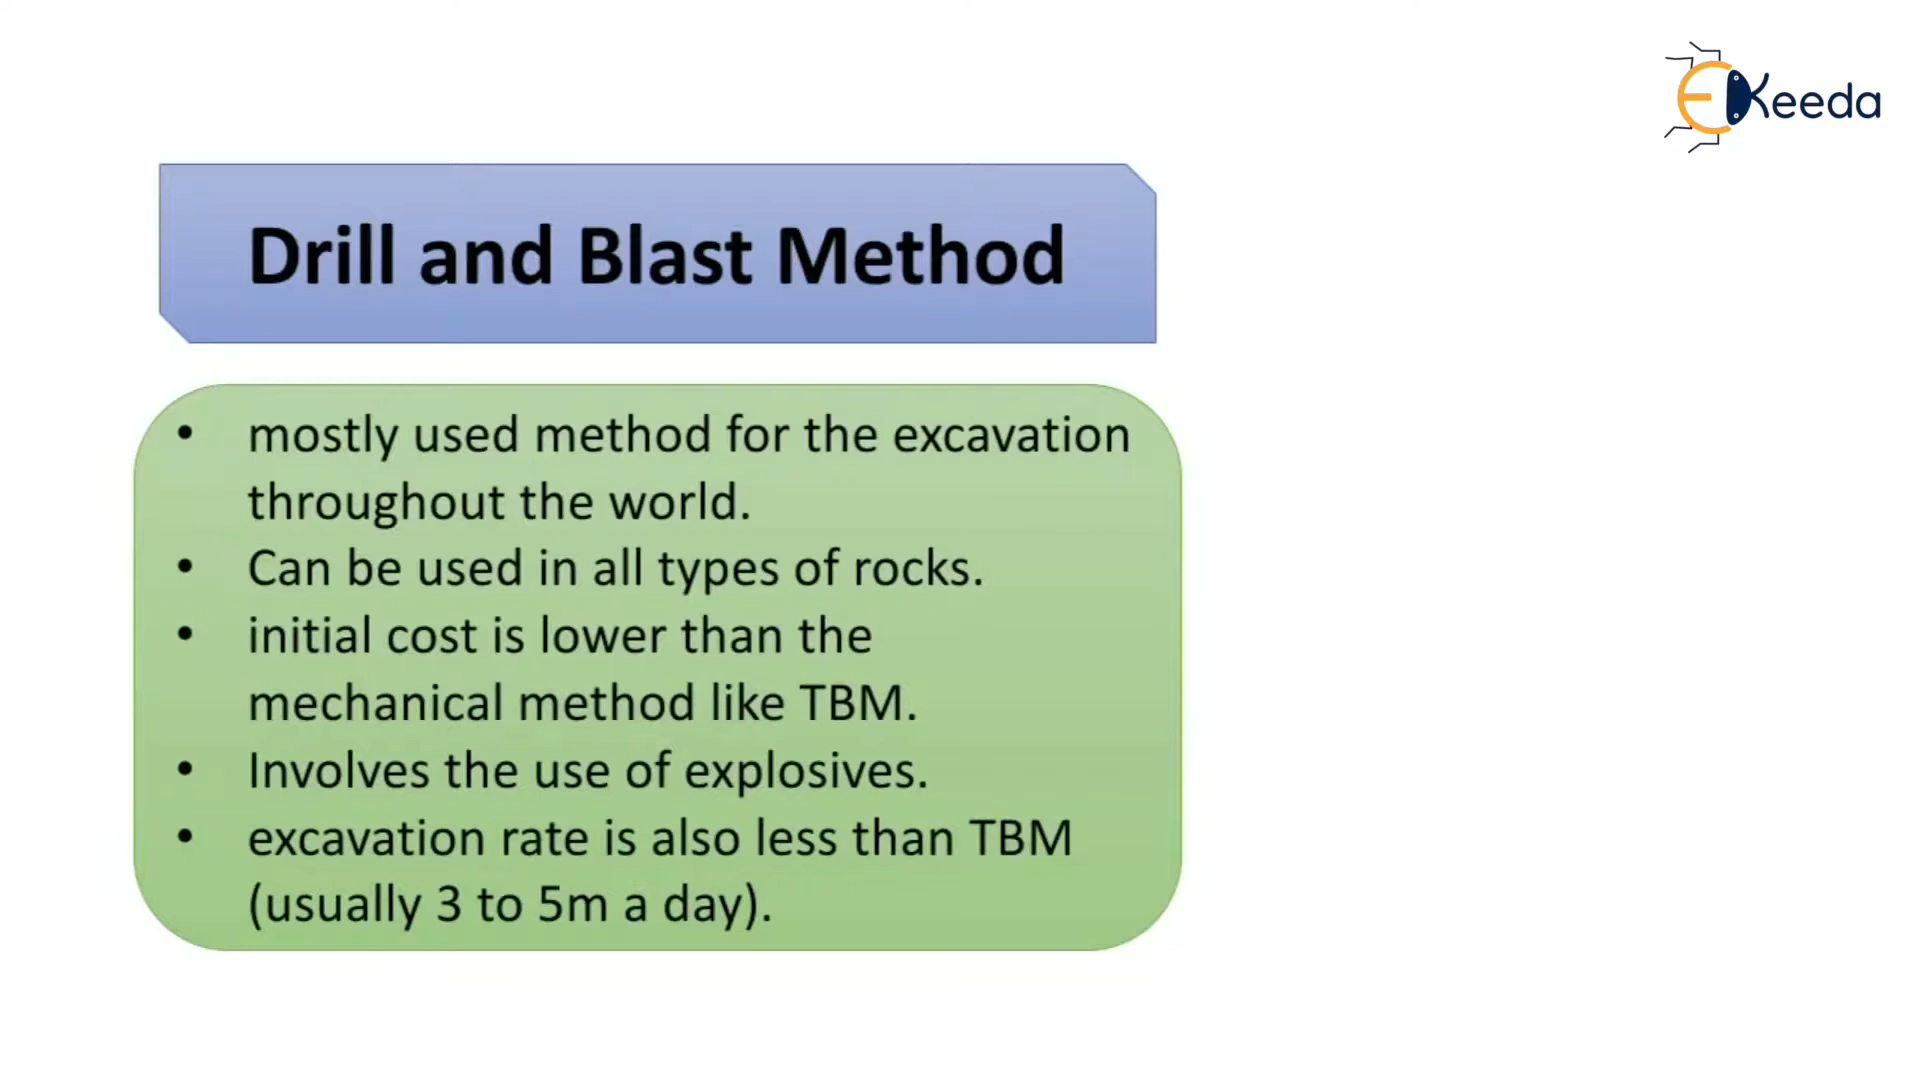 EKeeda
Drill and Blast Method
• mostly used method for the excavation
throughout the world.
• Can be used in all types of rocks.
• initial cost is lower than the
mechanical method like TBM.
• Involves the use of explosives.
• excavation rate is also less than TBM
(usually 3 to 5m a day).